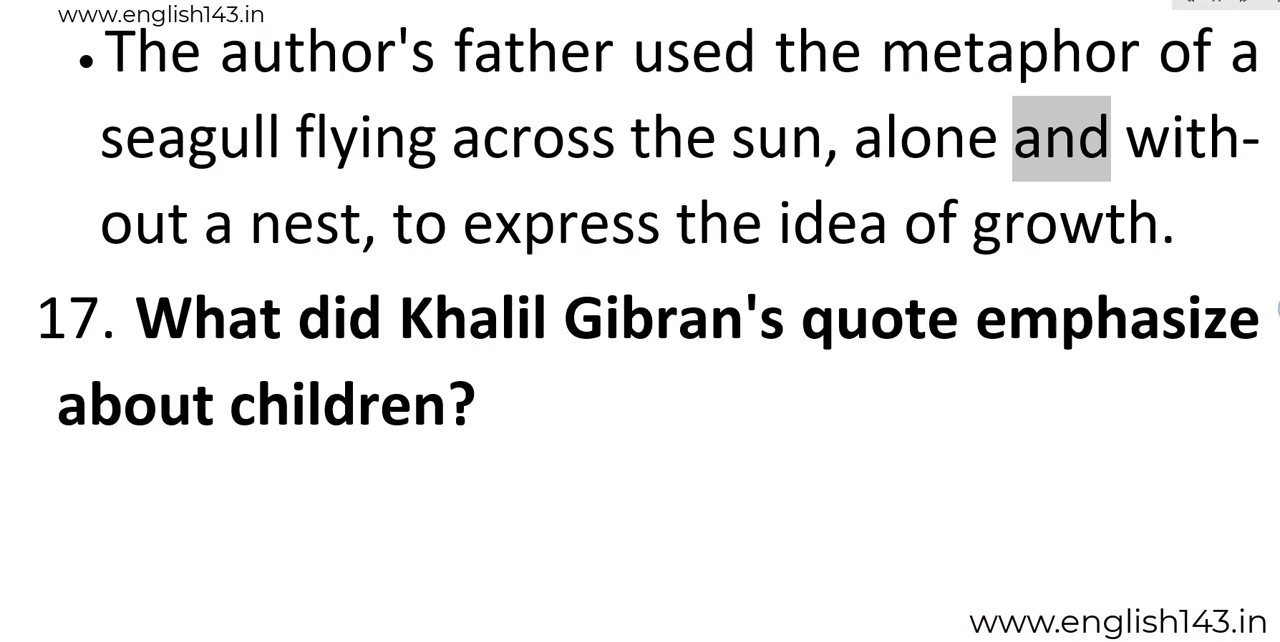 www.english143.in
•The author's father used the metaphor of a
seagull flying across the sun, alone and with-
out a nest, to express the idea of growth.
17. What did Khalil Gibran's quote emphasize
about children?
www.english143.in